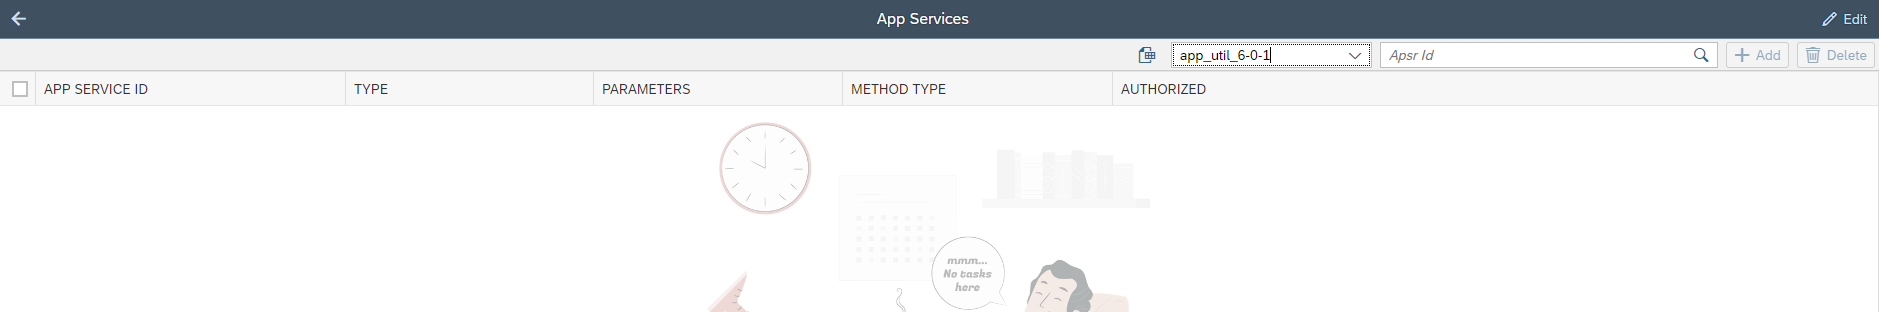 App Services
Edit
app_util_6-0-1
Apsr Id
Add
Delete
APP SERVICE ID
TYPE
PARAMETERS
METHOD TYPE
AUTHORIZED
mmm...
No tasks
here